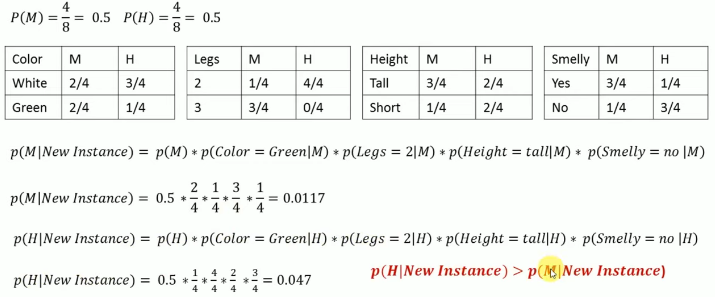 P(M) = 4/8 = 0.5 P(H) = 4/8 = 0.5
Color M H Legs M H Height M H Smelly M H
White 2/4 3/4 2 1/4 4/4 Tall 3/4 2/4 Yes 3/4 1/4
Green 2/4 1/4 3 3/4 0/4 Short 1/4 2/4 No 1/4 3/4
p(M|New Instance) = p(M) * p(Color = Green|M) * p(Legs = 2|M) * p(Height = tall|M) * p(Smelly = no |M)
p(M|New Instance) = 0.5 * 2/4 * 1/4 * 3/4 * 1/4 = 0.0117
p(H|New Instance) = p(H) * p(Color = Green|H) * p(Legs = 2|H) * p(Height = tall|H) * p(Smelly = no |H)
p(H|New Instance) = 0.5 * 1/4 * 4/4 * 2/4 * 3/4 = 0.047
p(H|New Instance) > p(M|New Instance)